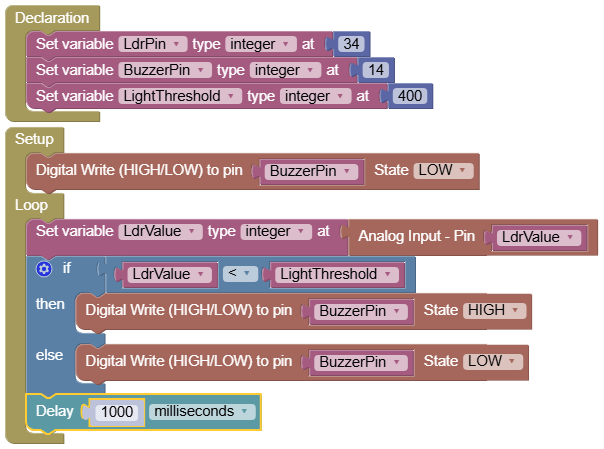 Declaration
Set variable LdrPin type integer at 34
Set variable BuzzerPin type integer at 14
Set variable LightThreshold type integer at 400
Setup
Digital Write (HIGH/LOW) to pin BuzzerPin State LOW
Loop
Set variable LdrValue type integer at Analog Input - Pin LdrValue
if LdrValue < LightThreshold
then Digital Write (HIGH/LOW) to pin BuzzerPin State HIGH
else Digital Write (HIGH/LOW) to pin BuzzerPin State LOW
Delay 1000 milliseconds